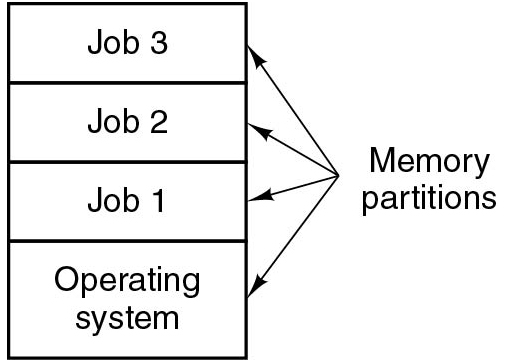 Job 3
Job 2
Job 1
Operating
system
Memory
partitions